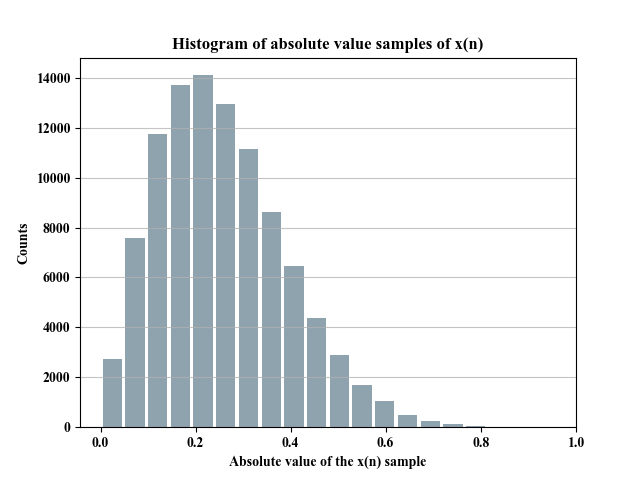 Histogram of absolute value samples of x(n)
14000
12000
10000
8000
6000
4000
2000
0
Counts
0.0 0.2 0.4 0.6 0.8 1.0
Absolute value of the x(n) sample